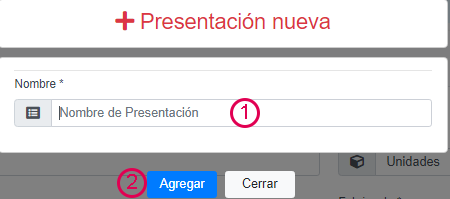 + Presentación nueva
Nombre *
Nombre de Presentación 1
Unidades
2 Agregar Cerrar